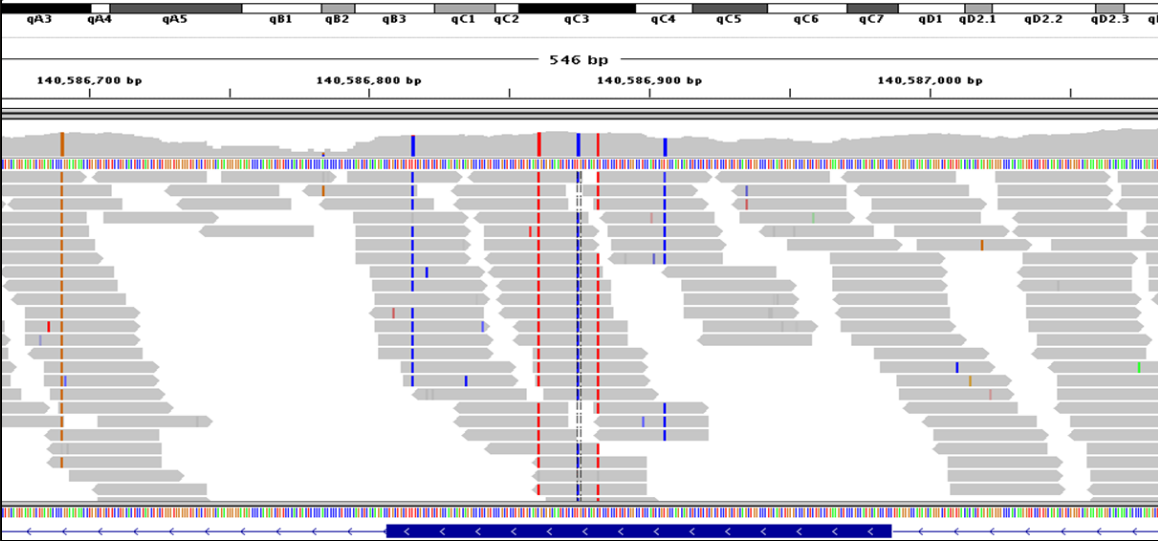 qA3 qA4 qA5 qB1 qB2 qB3 qC1 qC2 qC3 qC4 qC5 qC6 qC7 qD1 qD2.1 qD2.2 qD2.3
546 bp
140,586,700 bp 140,586,800 bp 140,586,900 bp 140,587,000 bp